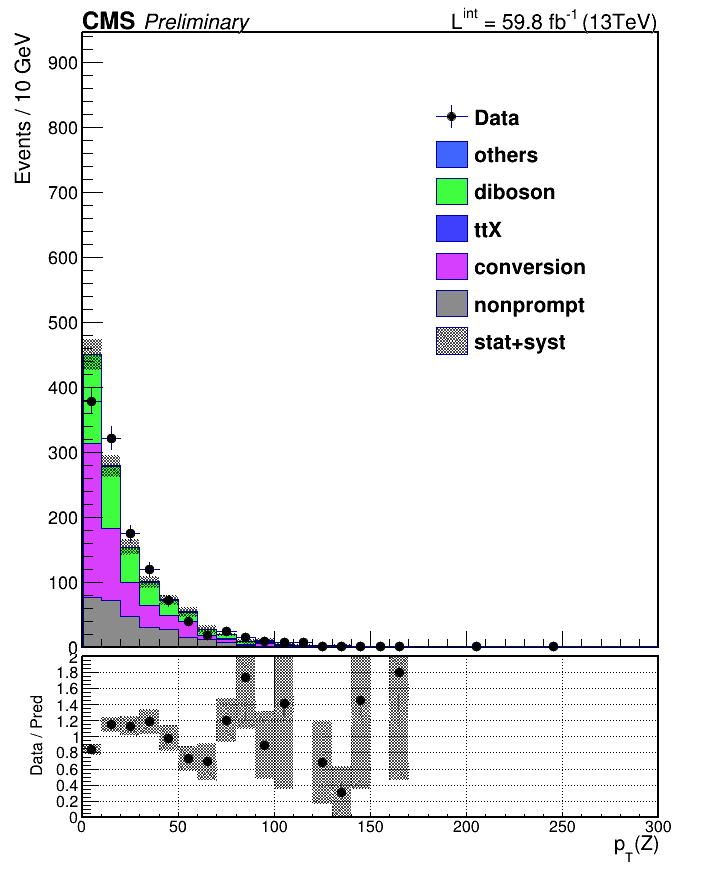 CMS Preliminary
L^int = 59.8 fb^-1 (13TeV)
Events / 10 GeV
900
800
700
600
500
400
300
200
100
0
Data
others
diboson
ttX
conversion
nonprompt
stat+syst
Data / Pred
2
1.8
1.6
1.4
1.2
1
0.8
0.6
0.4
0.2
0
0 50 100 150 200 250 300
p_T(Z)